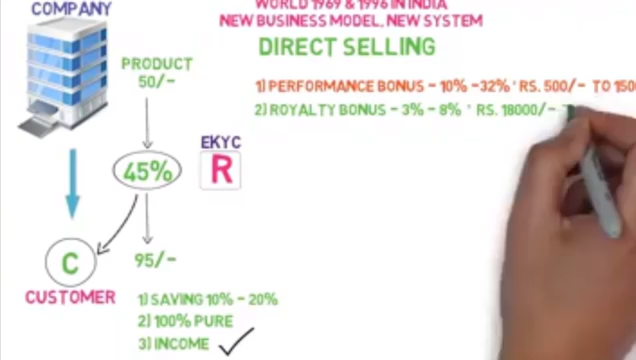 COMPANY
WORLD 1969 & 1996 IN INDIA
NEW BUSINESS MODEL, NEW SYSTEM
DIRECT SELLING
PRODUCT
50/-
1) PERFORMANCE BONUS - 10% -32% * RS. 500/- TO 1500
2) ROYALTY BONUS - 3% - 8% * RS. 18000/-
EKYC
45%
R
C
95/-
CUSTOMER
1) SAVING 10% - 20%
2) 100% PURE
3) INCOME